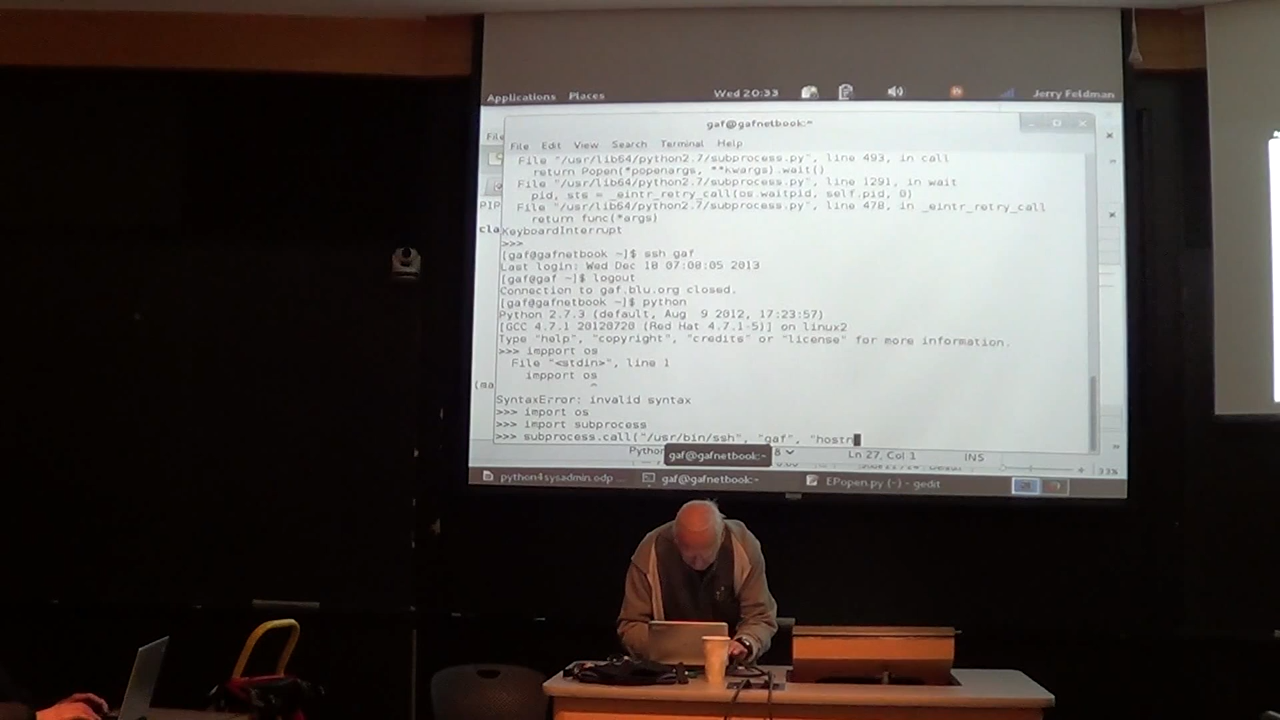 Applications Places Wed 20:33 Jerry Feldman
gaf@gafnetbook:~
File Edit View Search Terminal Help
File "/usr/lib64/python2.7/subprocess.py", line 493, in call
return Popen(*popenargs, **kwargs).wait()
File "/usr/lib64/python2.7/subprocess.py", line 1291, in wait
pid, sts = _eintr_retry_call(os.waitpid, self.pid, 0)
File "/usr/lib64/python2.7/subprocess.py", line 478, in _eintr_retry_call
return func(*args)
KeyboardInterrupt
>>>
[gaf@gafnetbook ~]$ ssh gaf
Last login: Wed Dec 18 07:08:05 2013
[gaf@gaf ~]$ logout
Connection to gaf.blu.org closed.
[gaf@gafnetbook ~]$ python
Python 2.7.3 (default, Aug 9 2012, 17:23:57)
[GCC 4.7.1 20120720 (Red Hat 4.7.1-5)] on linux2
Type "help", "copyright", "credits" or "license" for more information.
>>> impport os
File "<stdin>", line 1
impport os
^
SyntaxError: invalid syntax
>>> import os
>>> import subprocess
>>> subprocess.call("/usr/bin/ssh", "gaf", "hostn
Ln 27, Col 1 INS
gaf@gafnetbook:~
33%
python4sysadmin.odp ... gaf@gafnetbook:~ EPopen.py (~) - gedit